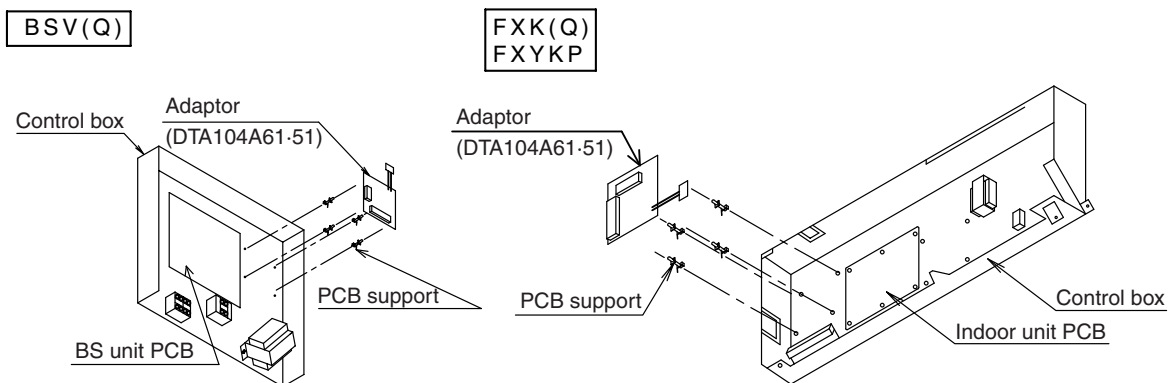 BSV(Q)
Control box
Adaptor
(DTA104A61·51)
PCB support
BS unit PCB
FXK(Q)
FXYKP
Adaptor
(DTA104A61·51)
PCB support
Control box
Indoor unit PCB